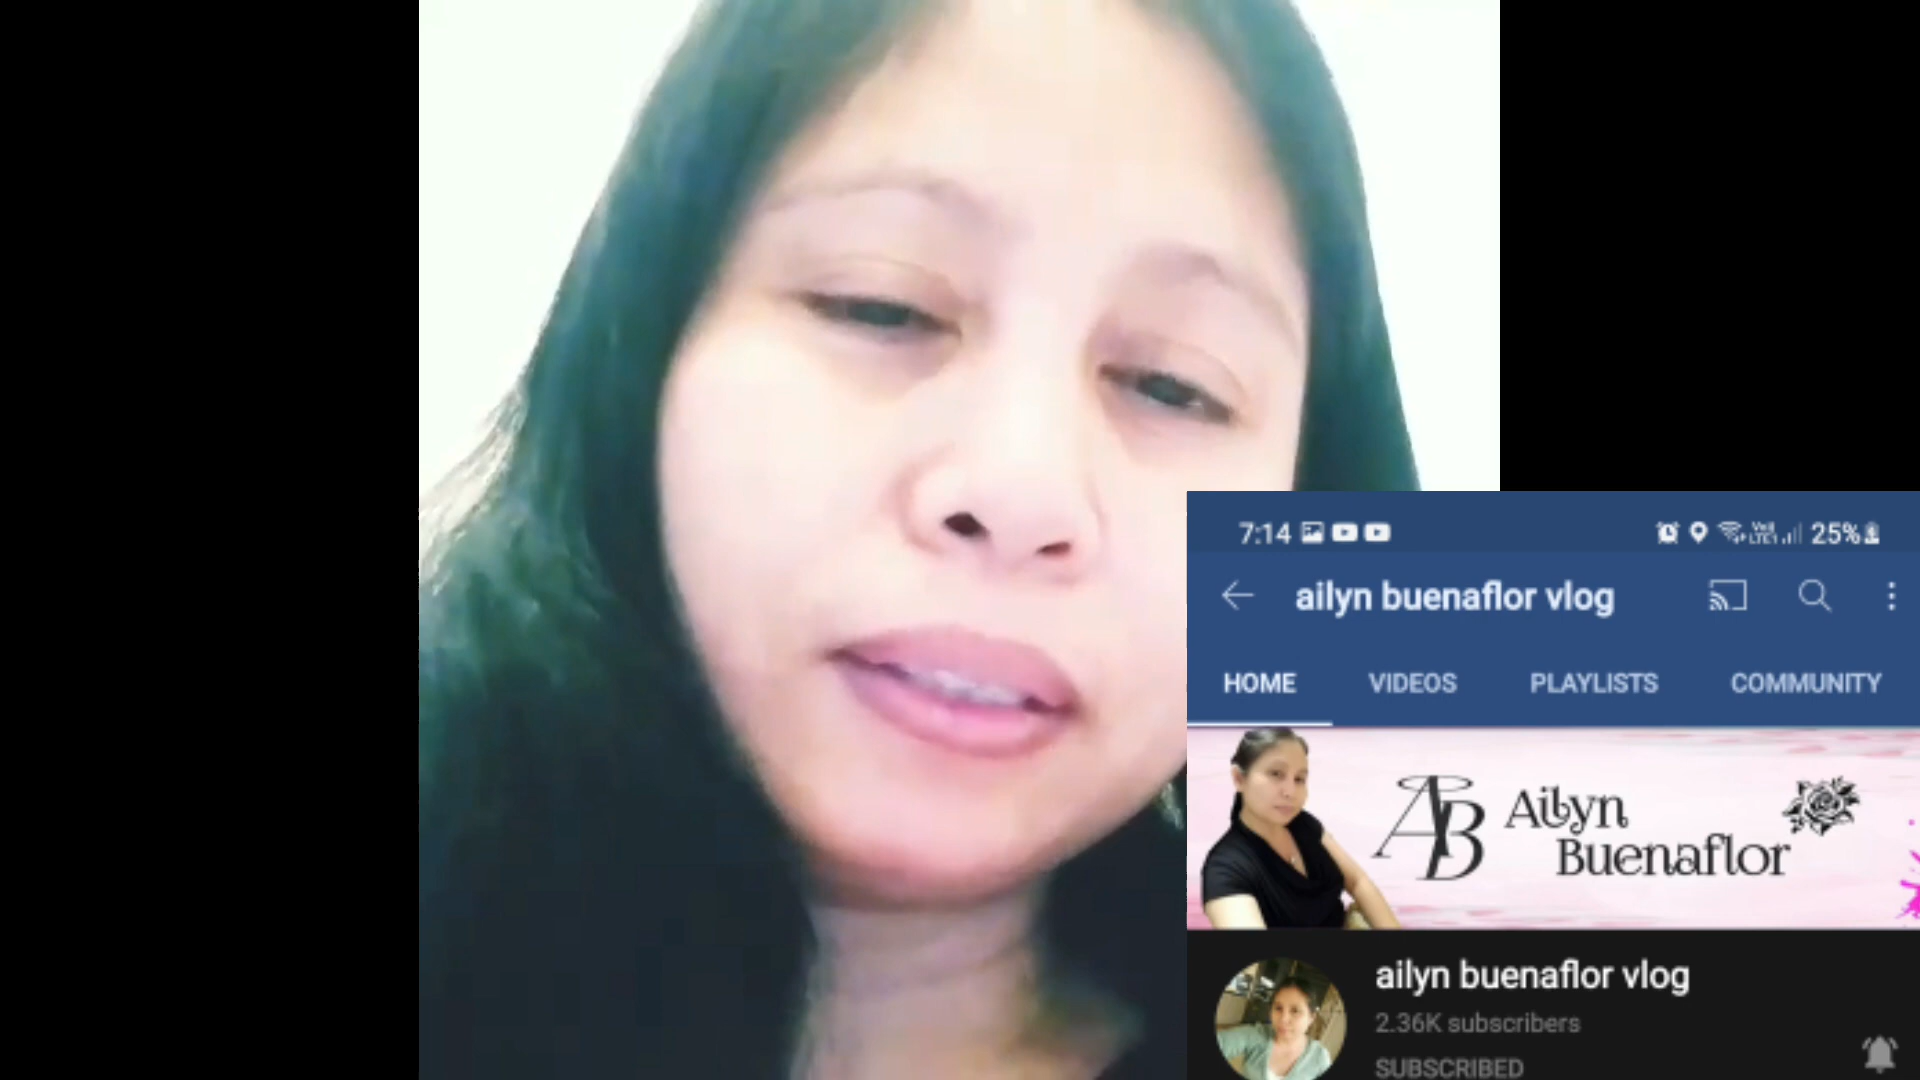 7:14 25%
ailyn buenaflor vlog
HOME VIDEOS PLAYLISTS COMMUNITY
AB Ailyn
Buenaflor
ailyn buenaflor vlog
2.36K subscribers
SUBSCRIBED